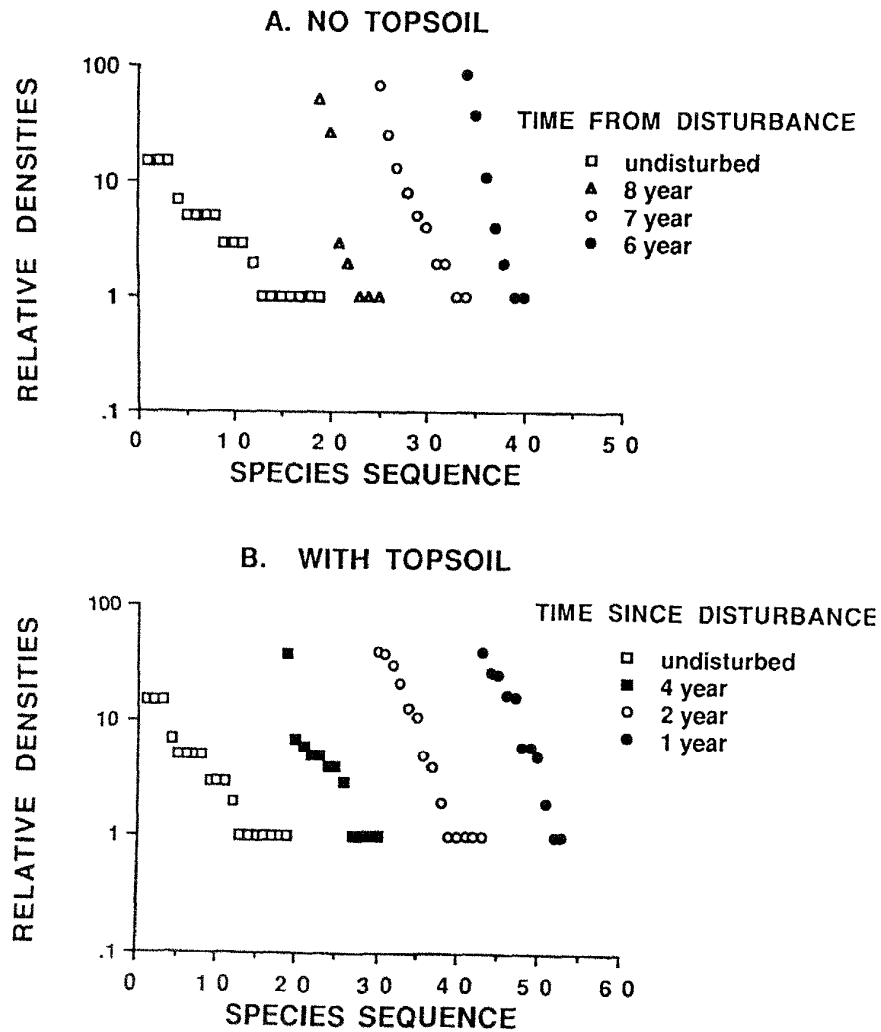 A. NO TOPSOIL
RELATIVE DENSITIES
100
10
1
.1
0 10 20 30 40 50
SPECIES SEQUENCE
TIME FROM DISTURBANCE
undisturbed
8 year
7 year
6 year
B. WITH TOPSOIL
RELATIVE DENSITIES
100
10
1
.1
0 10 20 30 40 50 60
SPECIES SEQUENCE
TIME SINCE DISTURBANCE
undisturbed
4 year
2 year
1 year